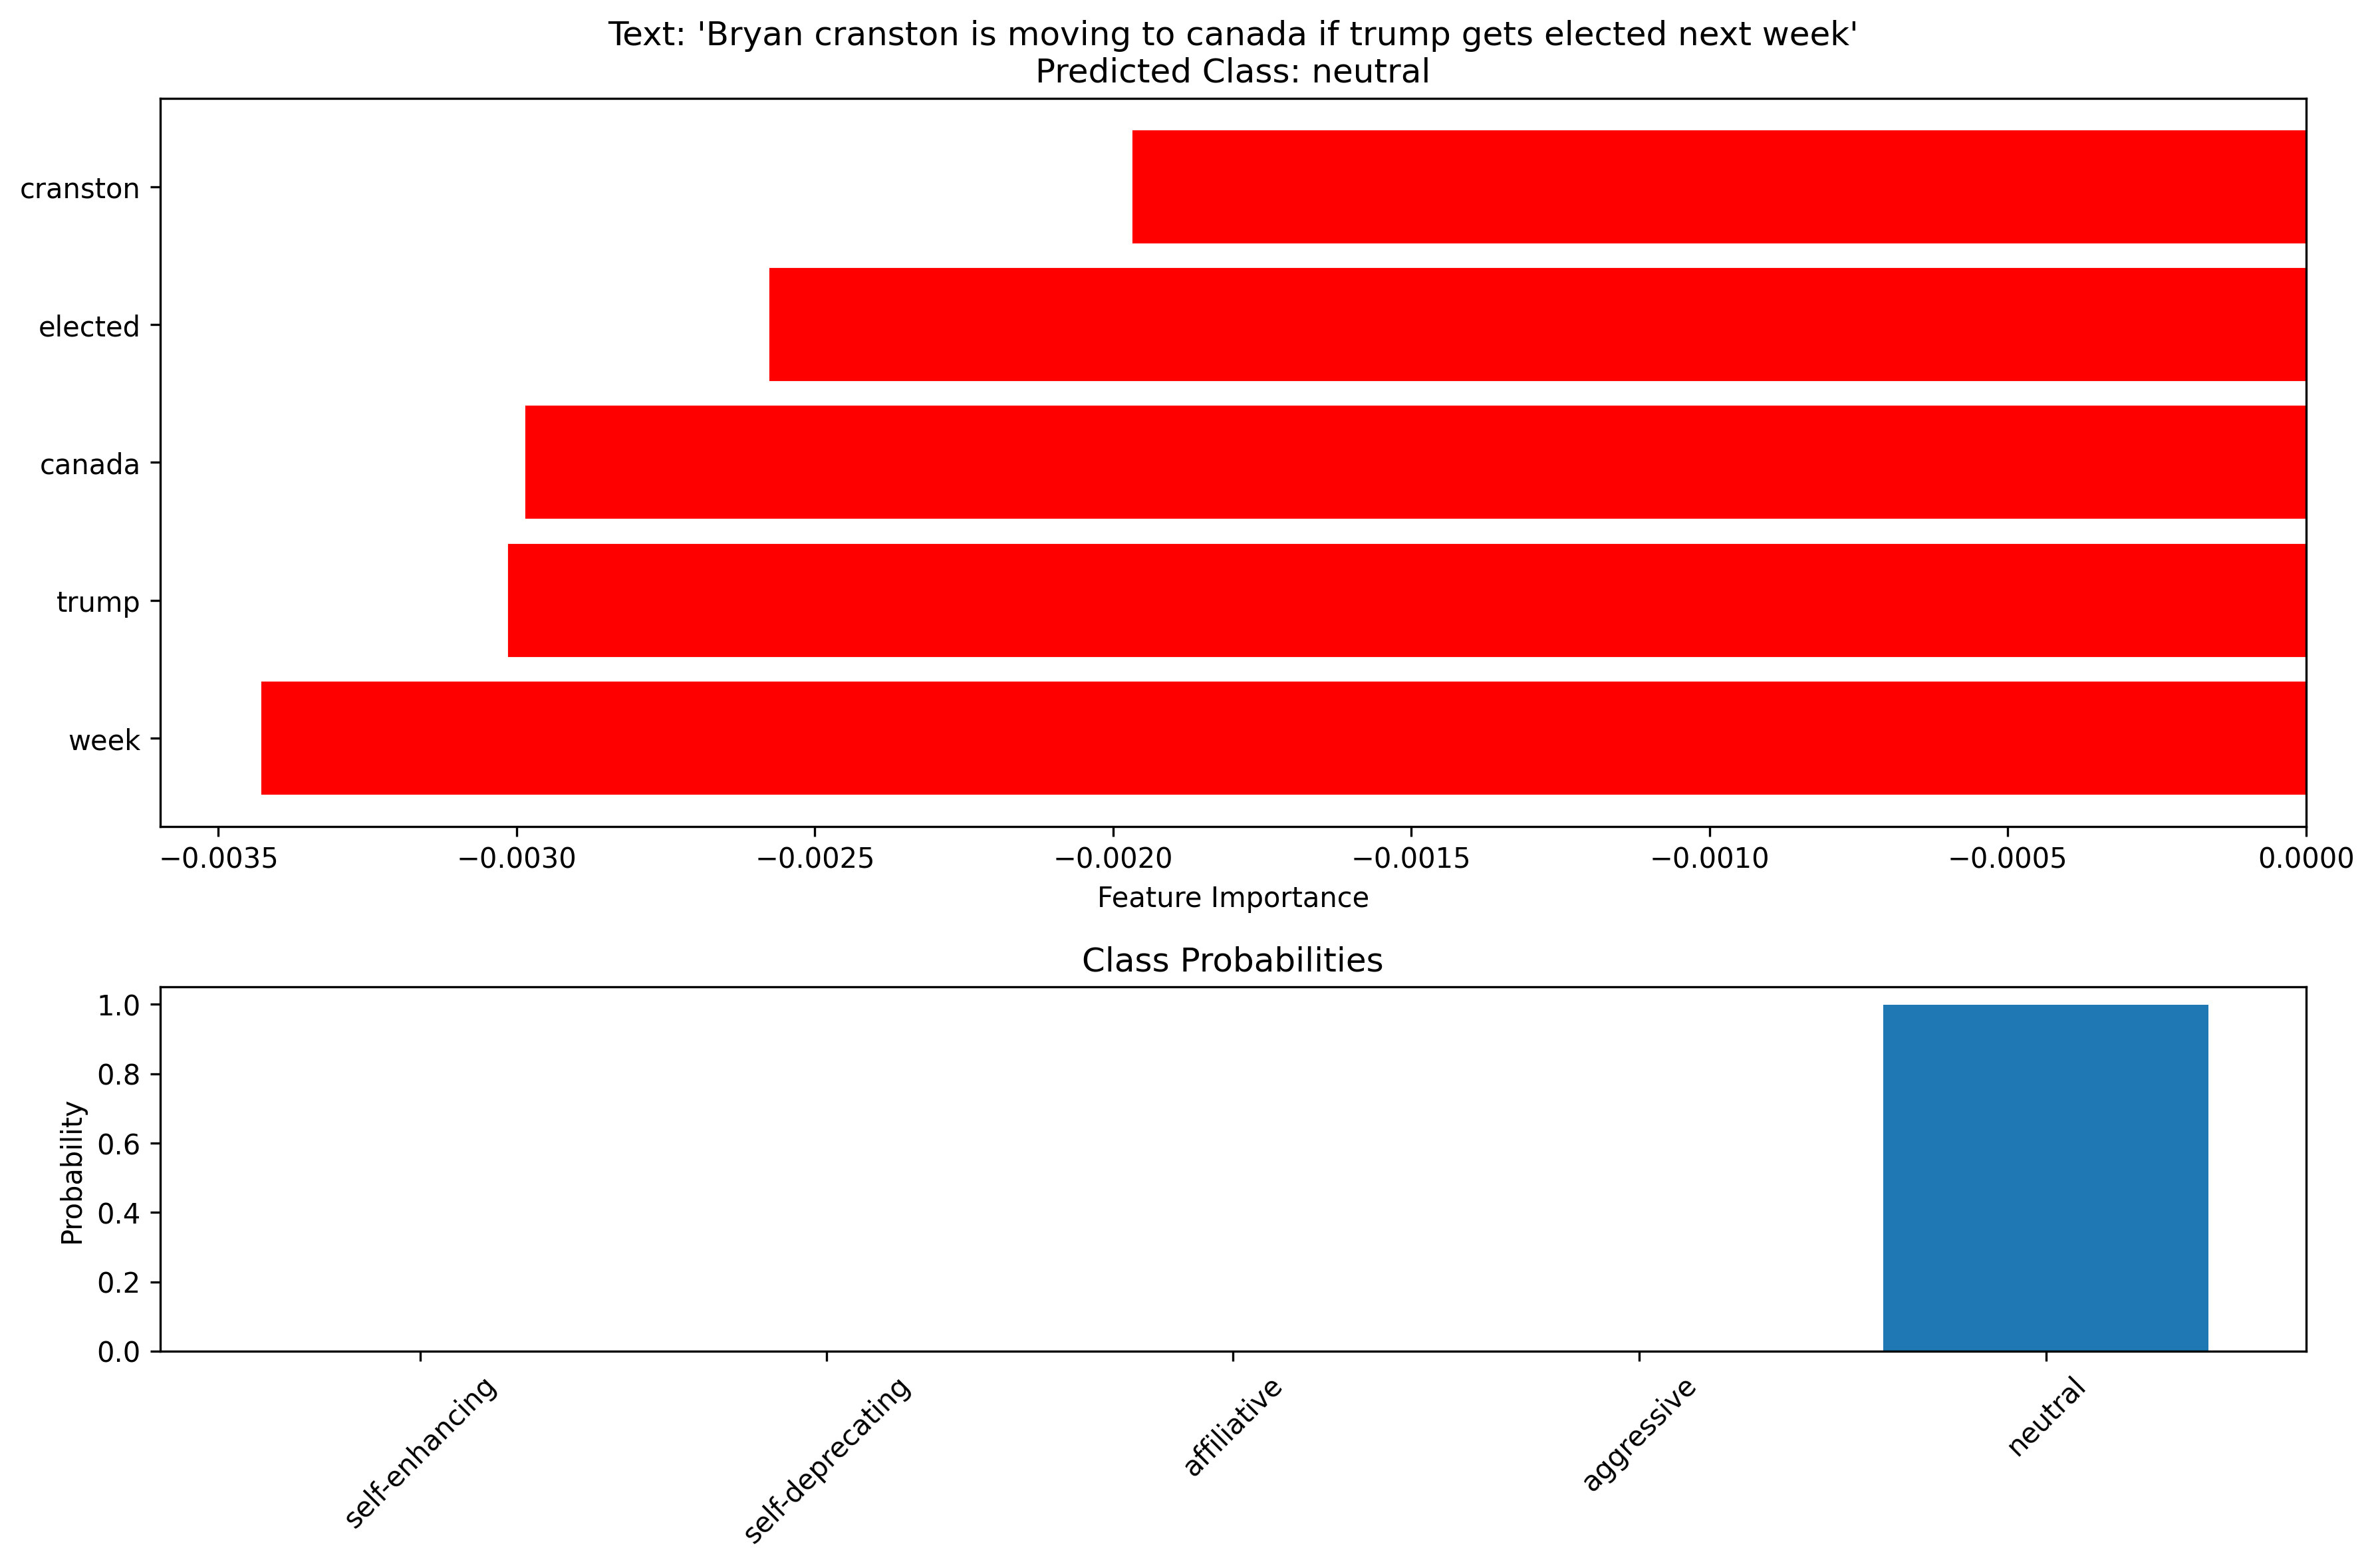 Text: 'Bryan cranston is moving to canada if trump gets elected next week'
Predicted Class: neutral
cranston
elected
canada
trump
week
−0.0035 −0.0030 −0.0025 −0.0020 −0.0015 −0.0010 −0.0005 0.0000
Feature Importance
Class Probabilities
Probability
1.0
0.8
0.6
0.4
0.2
0.0
self-enhancing self-deprecating affiliative aggressive neutral